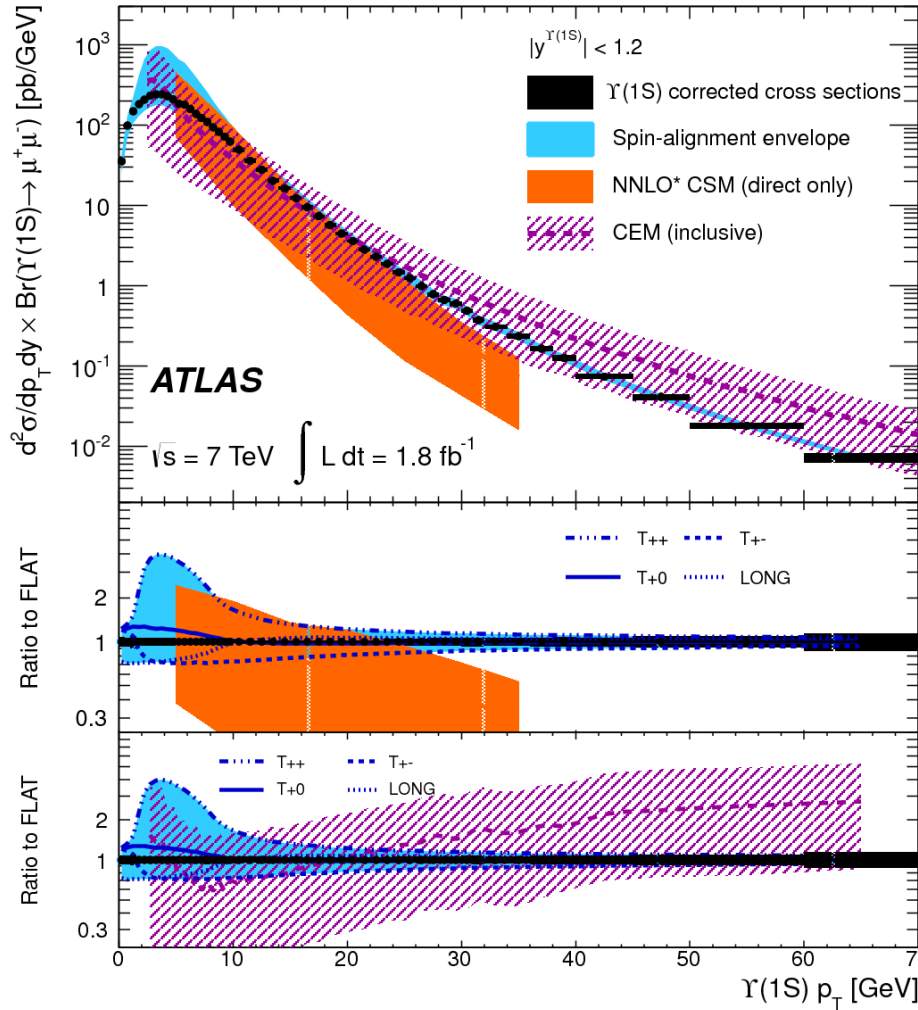 d²σ/dp_T dy × Br(Υ(1S)→ μ⁺μ⁻) [pb/GeV]
10³
10²
10
1
10⁻¹
10⁻²
|y^Υ(1S)| < 1.2
Υ(1S) corrected cross sections
Spin-alignment envelope
NNLO* CSM (direct only)
CEM (inclusive)
ATLAS
√s = 7 TeV ∫ L dt = 1.8 fb⁻¹
Ratio to FLAT
2
1
0.3
T++ T+-
T+0 LONG
Ratio to FLAT
2
1
0.3
T++ T+-
T+0 LONG
0 10 20 30 40 50 60 7
Υ(1S) p_T [GeV]